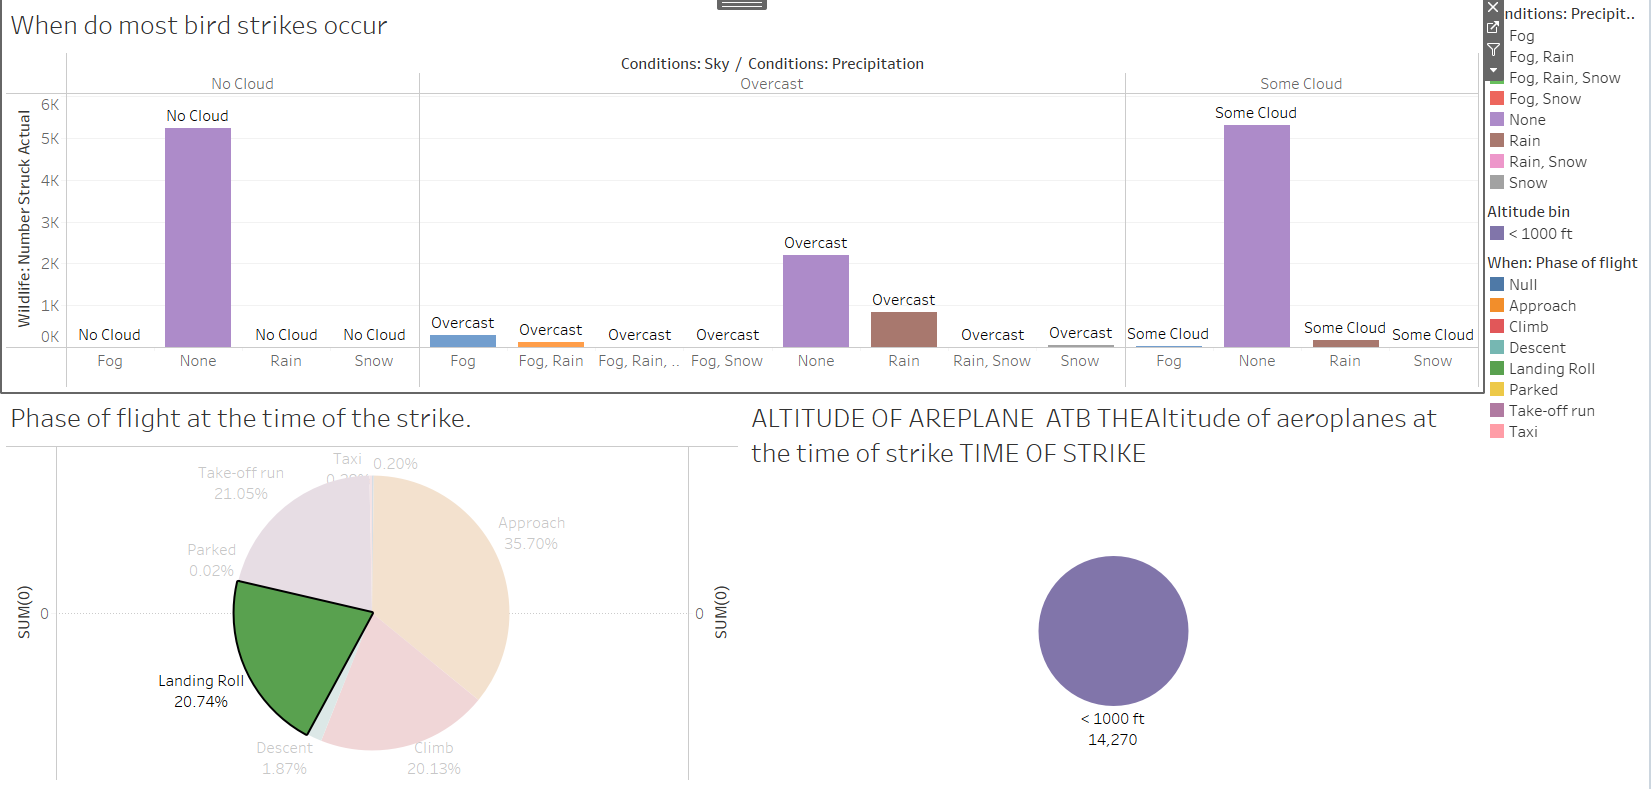 When do most bird strikes occur
Conditions: Sky / Conditions: Precipitation
No Cloud
Overcast
Some Cloud
Wildlife: Number Struck Actual
6K
5K
4K
3K
2K
1K
0K
No Cloud
No Cloud
No Cloud
No Cloud
Overcast
Overcast
Overcast
Overcast
Overcast
Overcast
Overcast
Overcast
Some Cloud
Some Cloud
Some Cloud
Some Cloud
Fog
None
Rain
Snow
Fog
Fog, Rain
Fog, Rain, ..
Fog, Snow
None
Rain
Rain, Snow
Snow
Fog
None
Rain
Snow
nditions: Precipit..
Fog
Fog, Rain
Fog, Rain, Snow
Fog, Snow
None
Rain
Rain, Snow
Snow
Altitude bin
< 1000 ft
When: Phase of flight
Null
Approach
Climb
Descent
Landing Roll
Parked
Take-off run
Taxi
Phase of flight at the time of the strike.
Taxi
0.20%
Take-off run
21.05%
Approach
35.70%
Parked
0.02%
SUM(0)
0
0
SUM(0)
Landing Roll
20.74%
Descent
1.87%
Climb
20.13%
ALTITUDE OF AREPLANE ATB THEAltitude of aeroplanes at
the time of strike TIME OF STRIKE
< 1000 ft
14,270